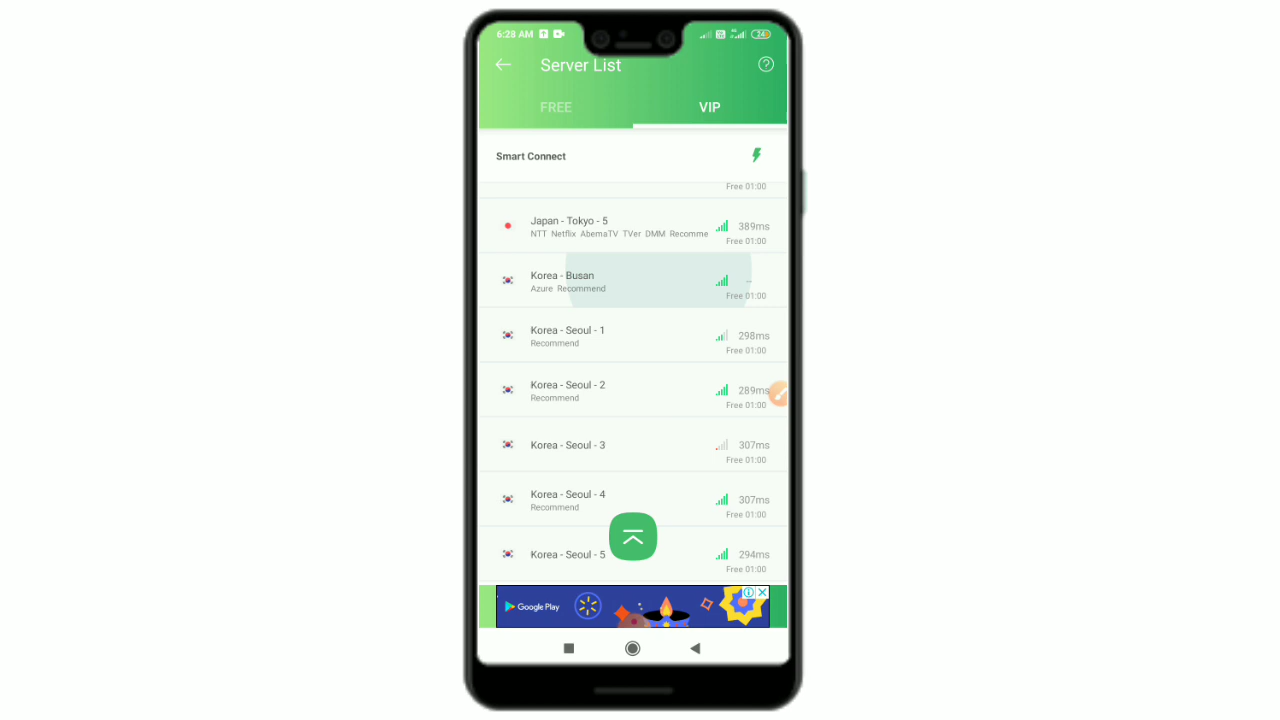 6:28 AM
24
Server List
FREE
VIP
Smart Connect
Free 01:00
Japan - Tokyo - 5
389ms
NTT Netflix AbemaTV TVer DMM Recomme
Free 01:00
Korea - Busan
--
Azure Recommend
Free 01:00
Korea - Seoul - 1
298ms
Recommend
Free 01:00
Korea - Seoul - 2
289ms
Recommend
Free 01:00
Korea - Seoul - 3
307ms
Free 01:00
Korea - Seoul - 4
307ms
Recommend
Free 01:00
Korea - Seoul - 5
294ms
Free 01:00
Google Play